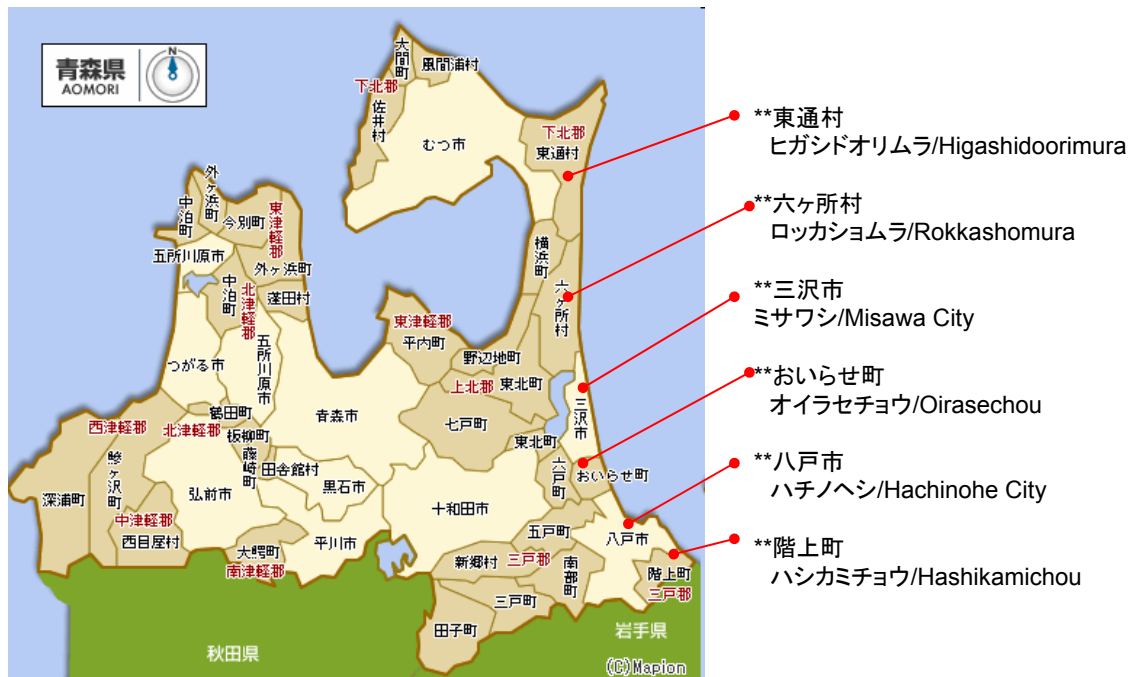 青森県
AOMORI
N
大間町
風間浦村
下北郡
佐井村
むつ市
下北郡
東通村
外ヶ浜町
中泊町
今別町
東津軽郡
五所川原市
外ヶ浜町
中泊町
北津軽郡
蓬田村
横浜町
六ヶ所村
東津軽郡
平内町
野辺地町
つがる市
五所川原市
上北郡
東北町
鶴田町
青森市
七戸町
三沢市
西津軽郡
北津軽郡
板柳町
東北町
藤崎町
田舎館村
六戸町
おいらせ町
鰺ヶ沢町
深浦町
弘前市
黒石市
十和田市
中津軽郡
西目屋村
大鰐町
平川市
南津軽郡
五戸町
八戸市
新郷村
三戸郡
南部町
階上町
三戸郡
三戸町
田子町
秋田県
岩手県
(C)Mapion
**東通村
ヒガシドオリムラ/Higashidoorimura
**六ヶ所村
ロッカショムラ/Rokkashomura
**三沢市
ミサワシ/Misawa City
**おいらせ町
オイラセチョウ/Oirasechou
**八戸市
ハチノヘシ/Hachinohe City
**階上町
ハシカミチョウ/Hashikamichou